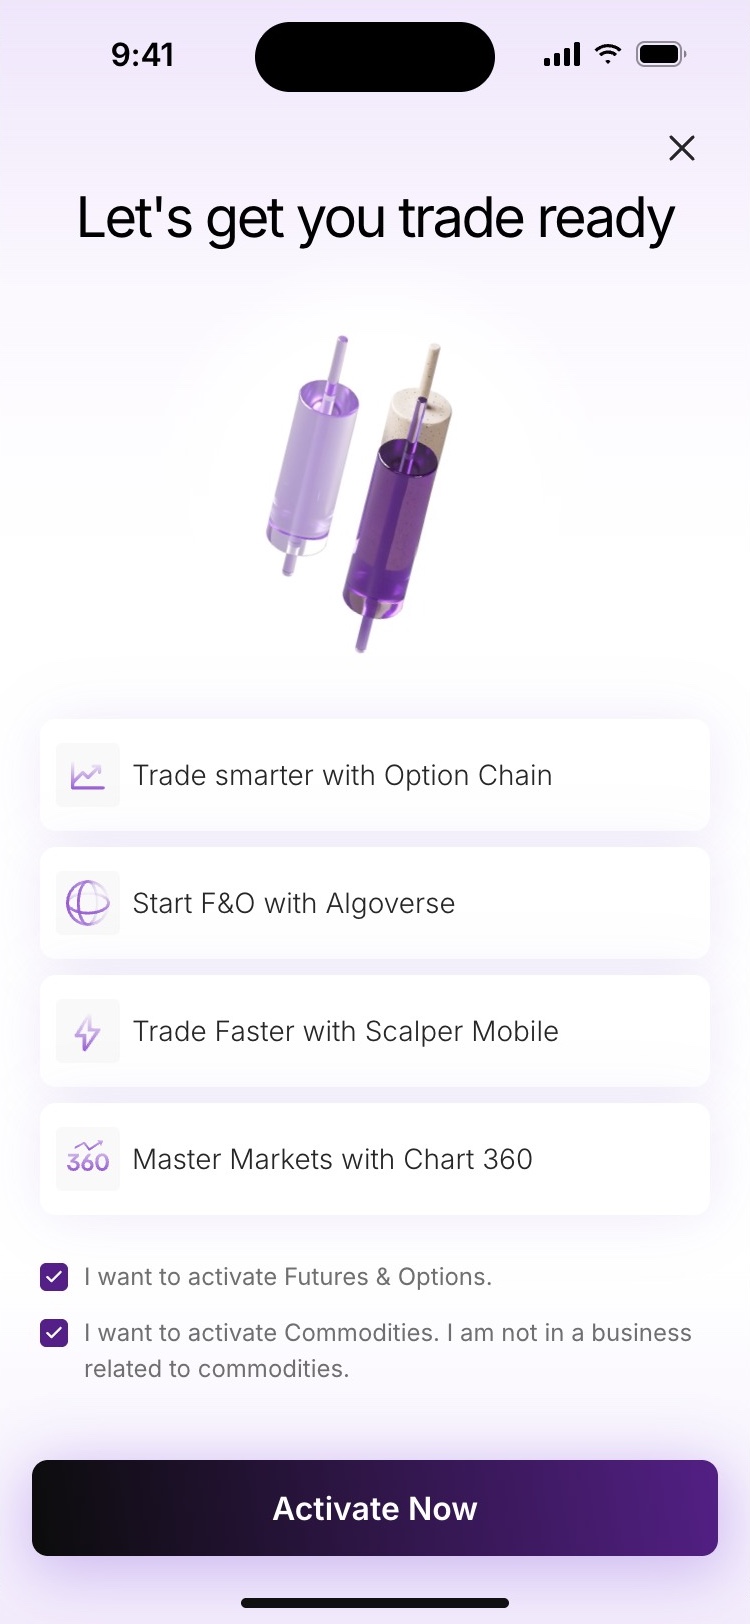 9:41
Let's get you trade ready
Trade smarter with Option Chain
Start F&O with Algoverse
Trade Faster with Scalper Mobile
360
Master Markets with Chart 360
I want to activate Futures & Options.
I want to activate Commodities. I am not in a business
related to commodities.
Activate Now